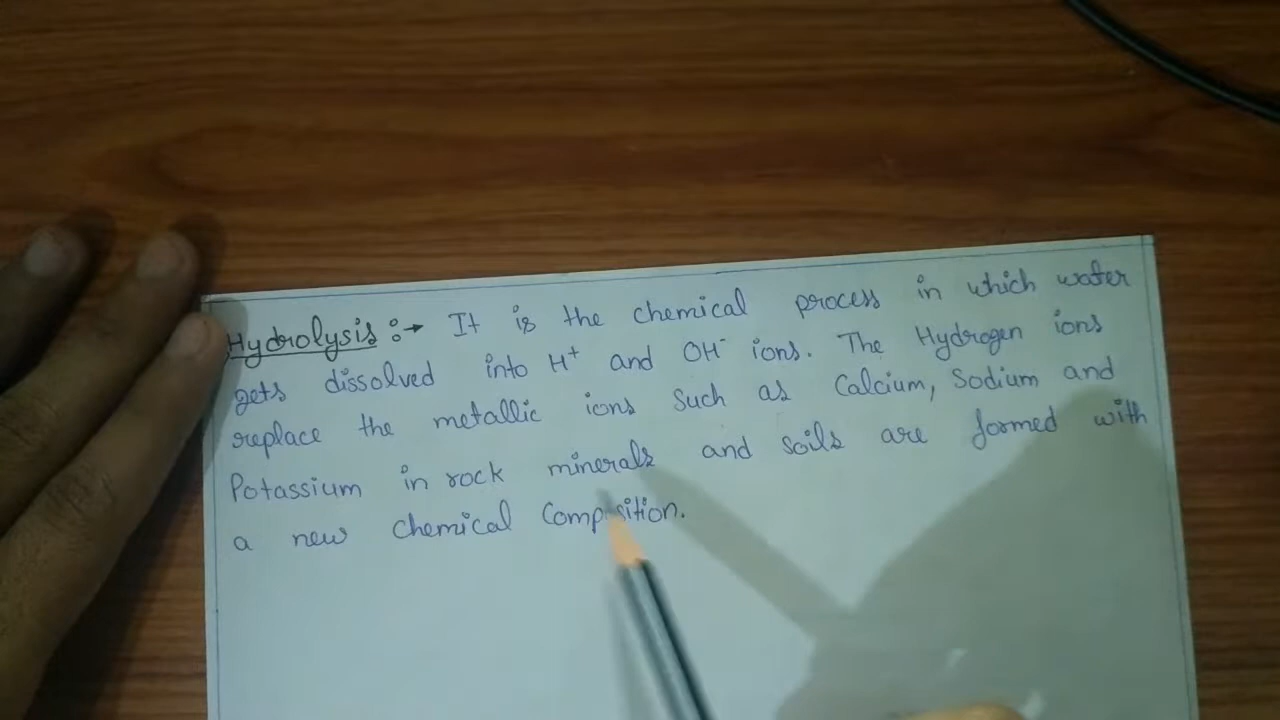 Hydrolysis :→ It is the chemical process in which water
gets dissolved into H⁺ and OH⁻ ions. The Hydrogen ions
replace the metallic ions such as Calcium, Sodium and
Potassium in rock minerals and soils are formed with
a new chemical Composition.